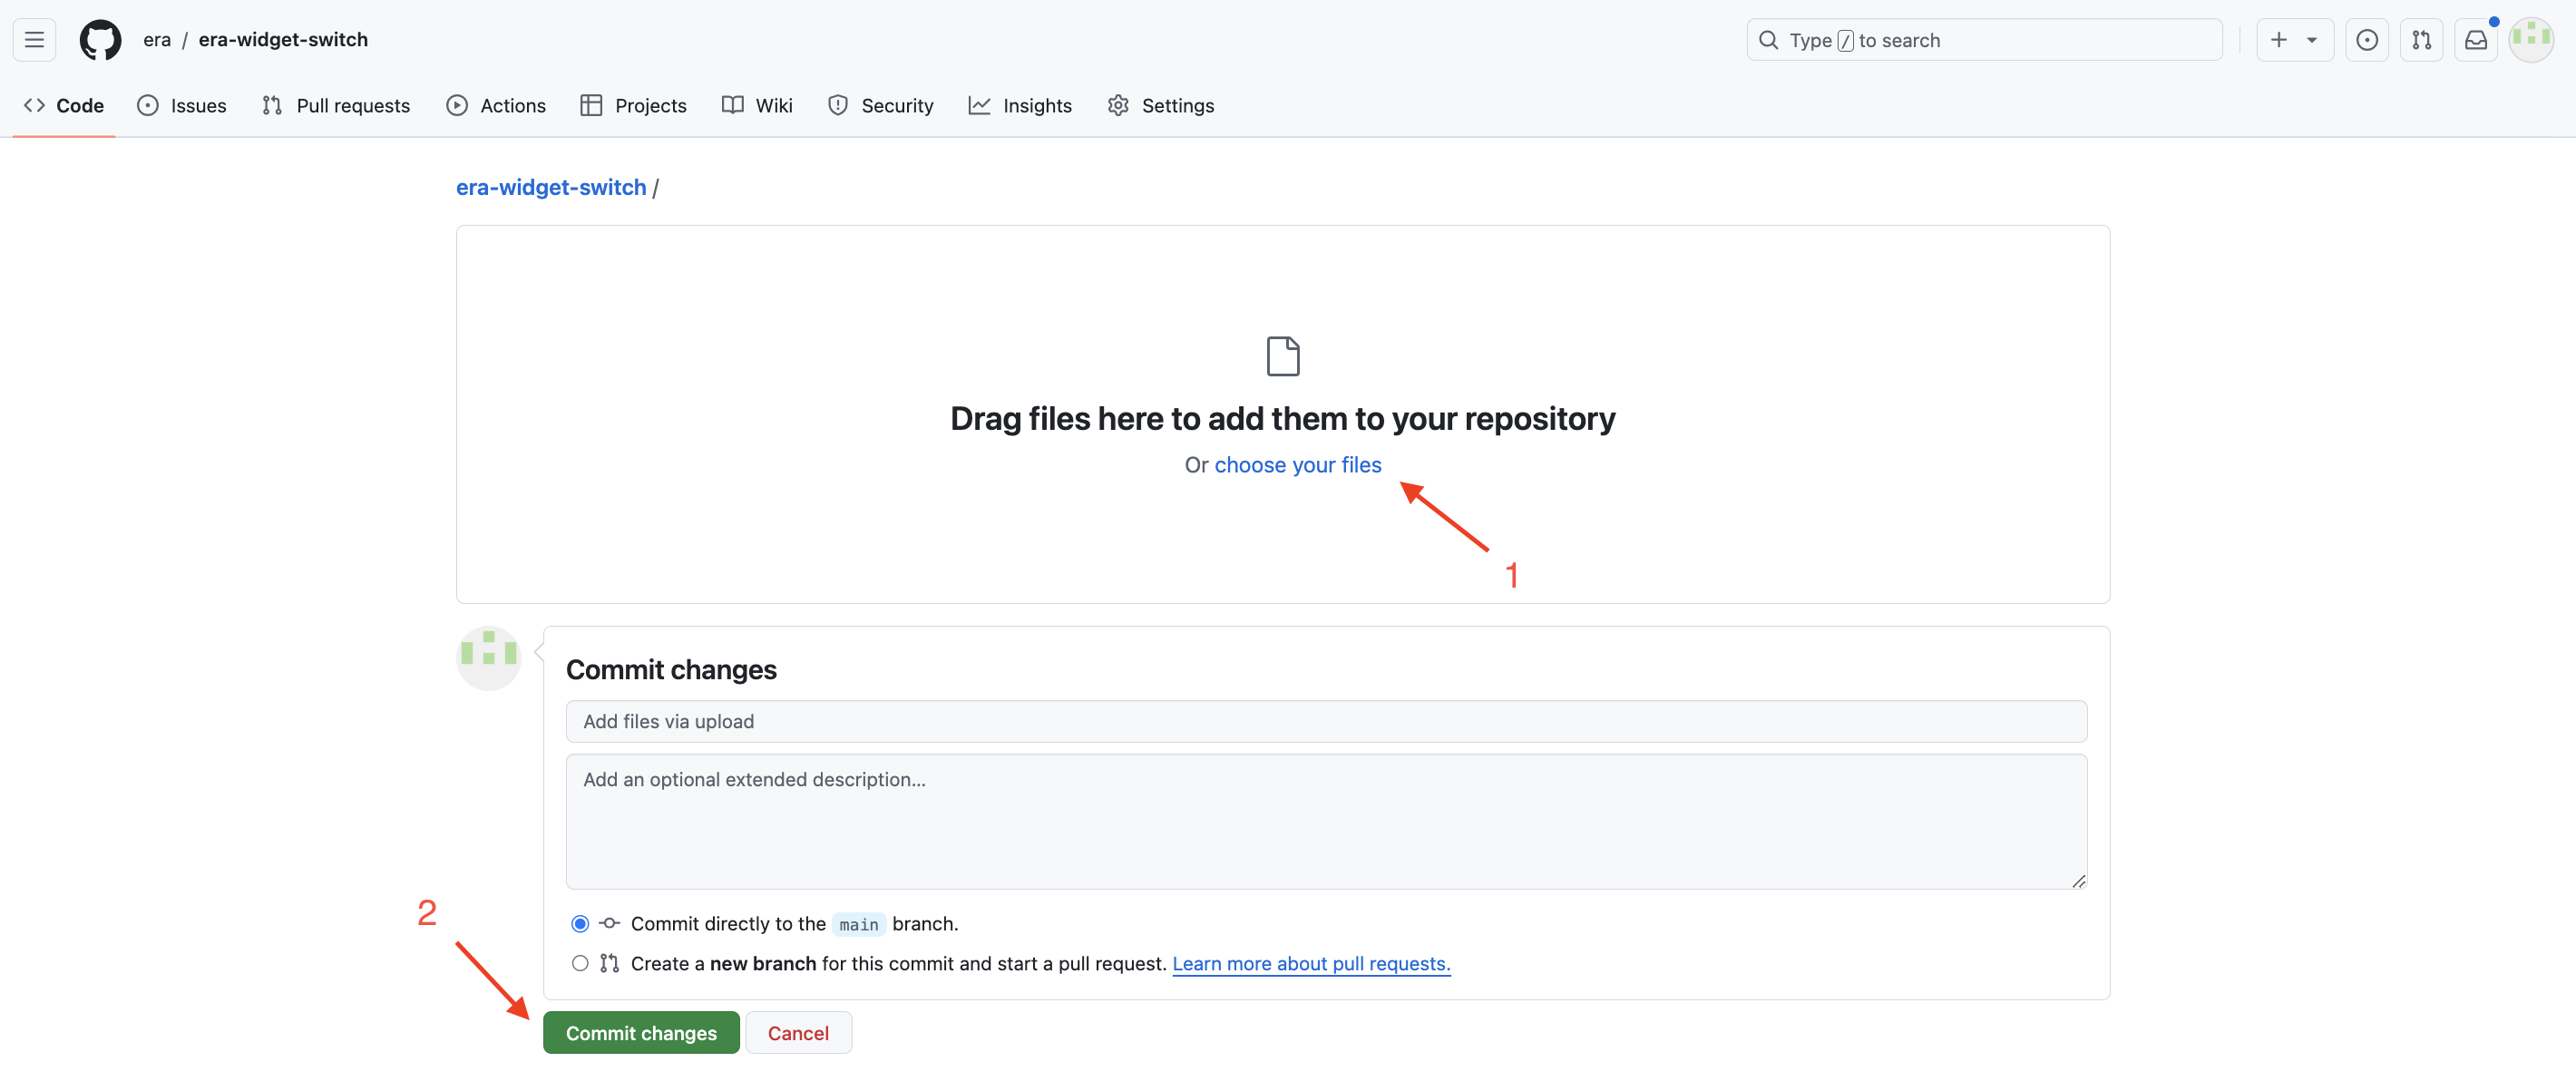 era / era-widget-switch
Type / to search
Code Issues Pull requests Actions Projects Wiki Security Insights Settings
era-widget-switch /
Drag files here to add them to your repository
Or choose your files
1
Commit changes
Add files via upload
Add an optional extended description...
2
Commit directly to the main branch.
Create a new branch for this commit and start a pull request. Learn more about pull requests.
Commit changes Cancel